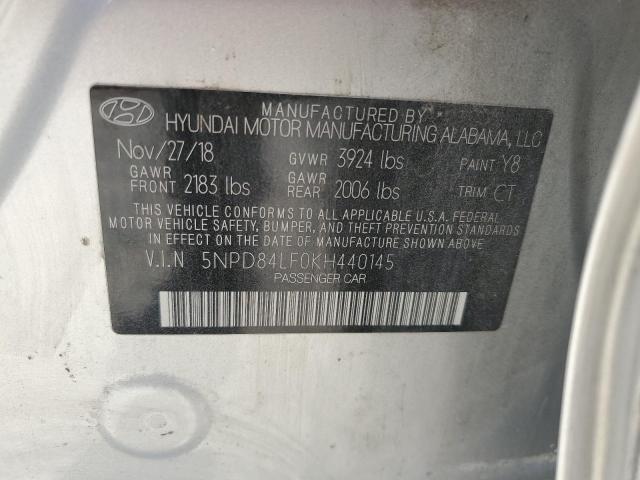 MANUFACTURED BY
HYUNDAI MOTOR MANUFACTURING ALABAMA, LLC
Nov/27/18 GVWR 3924 lbs PAINT Y8
GAWR FRONT 2183 lbs GAWR REAR 2006 lbs TRIM CT
THIS VEHICLE CONFORMS TO ALL APPLICABLE U.S.A. FEDERAL
MOTOR VEHICLE SAFETY, BUMPER, AND THEFT PREVENTION STANDARDS
IN EFFECT ON THE DATE OF MANUFACTURE SHOWN ABOVE.
V.I.N 5NPD84LF0KH440145
PASSENGER CAR